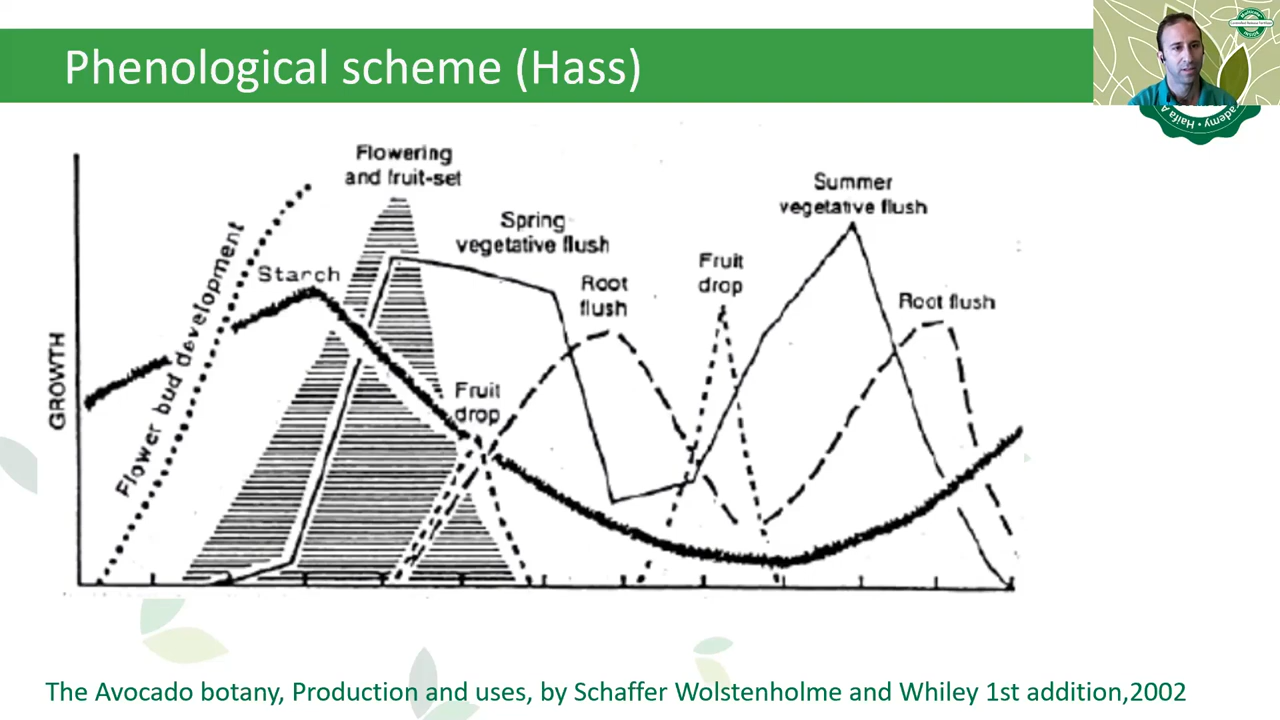 Phenological scheme (Hass)
ademy • Haifa A
Flowering
and fruit-set
Summer
vegetative flush
Spring
vegetative flush
Starch
Root
flush
Fruit
drop
Root flush
Flower bud development
GROWTH
Fruit
drop
The Avocado botany, Production and uses, by Schaffer Wolstenholme and Whiley 1st addition,2002